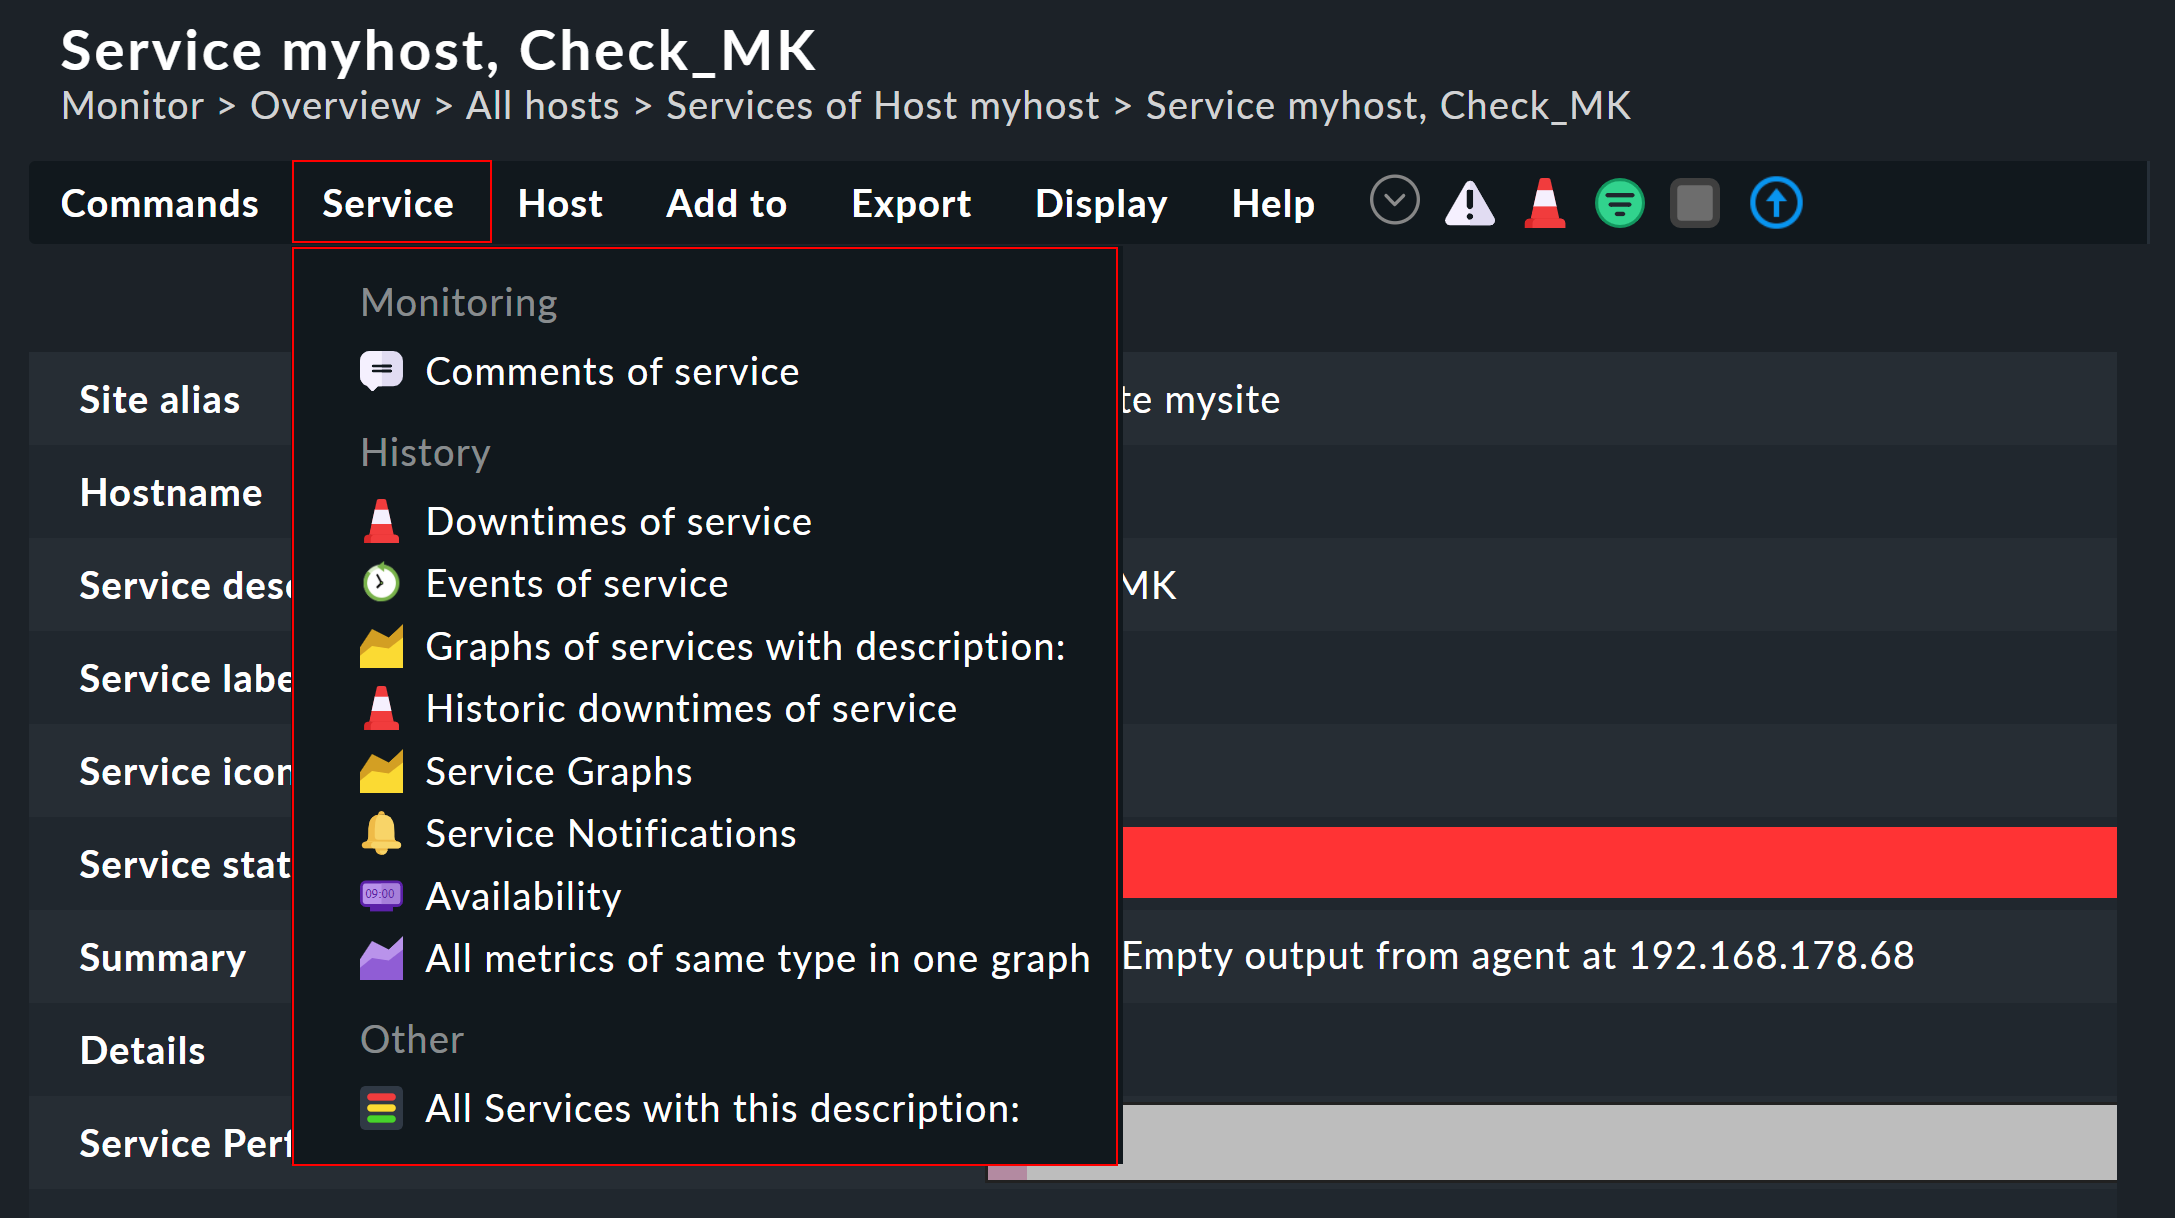 Service myhost, Check_MK
Monitor > Overview > All hosts > Services of Host myhost > Service myhost, Check_MK
Commands Service Host Add to Export Display Help
Monitoring
Comments of service
Site alias te mysite
History
Hostname
Downtimes of service
Events of service
Service desc MK
Graphs of services with description:
Service labe
Historic downtimes of service
Service icon
Service Graphs
Service Notifications
Service stat
09:00 Availability
Summary All metrics of same type in one graph Empty output from agent at 192.168.178.68
Other
Details
All Services with this description:
Service Perf